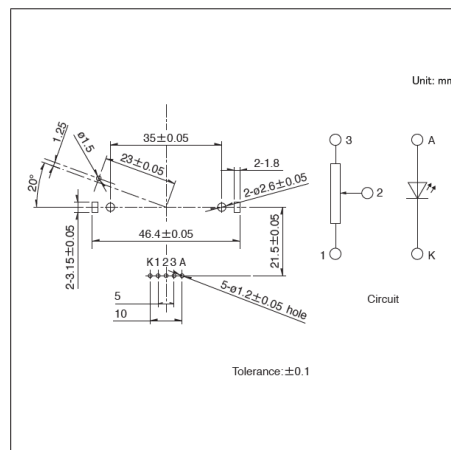 Unit: mm
35±0.05
23±0.05
1.25
ø1.5
20°
2-1.8
2-ø2.6±0.05
46.4±0.05
2-3.15±0.05
21.5±0.05
K 1 2 3 A
5-ø1.2±0.05 hole
5
10
3
2
1
A
K
Circuit
Tolerance:±0.1